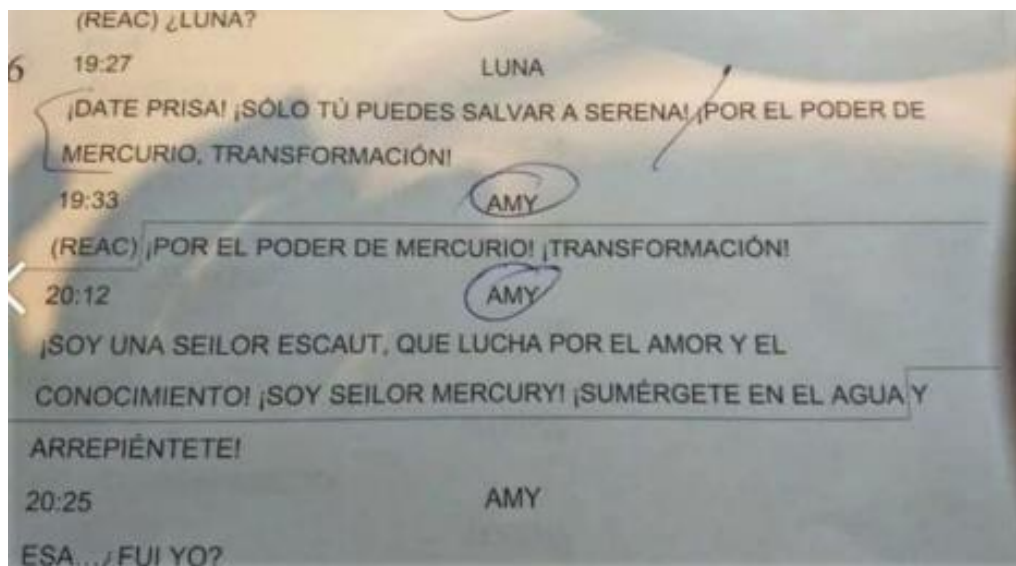 (REAC) ¿LUNA?
6 19:27 LUNA
¡DATE PRISA! ¡SÓLO TÚ PUEDES SALVAR A SERENA! ¡POR EL PODER DE
MERCURIO, TRANSFORMACIÓN!
19:33 AMY
(REAC) ¡POR EL PODER DE MERCURIO! ¡TRANSFORMACIÓN!
20:12 AMY
¡SOY UNA SEILOR ESCAUT, QUE LUCHA POR EL AMOR Y EL
CONOCIMIENTO! ¡SOY SEILOR MERCURY! ¡SUMÉRGETE EN EL AGUA Y
ARREPIÉNTETE!
20:25 AMY
ESA...¿FUI YO?